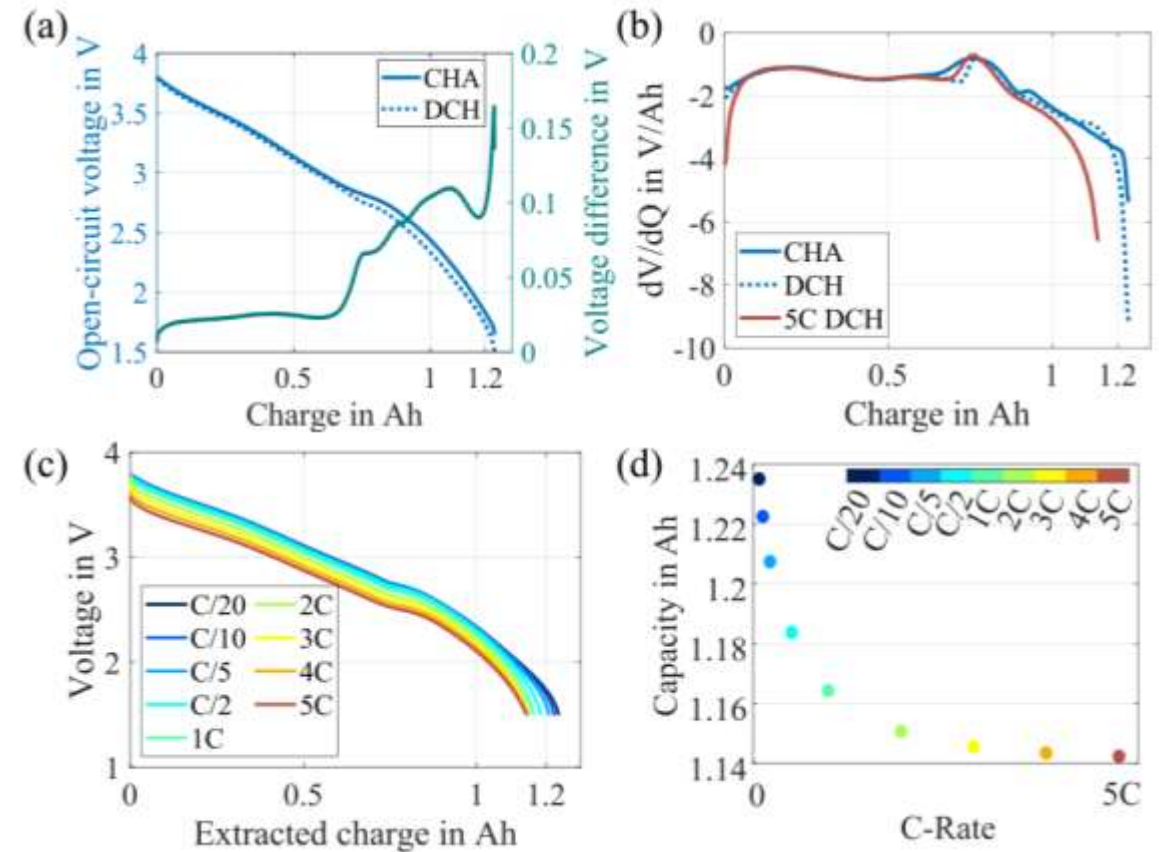 (a)
Open-circuit voltage in V
4
3.5
3
2.5
2
1.5
CHA
DCH
0.2
0.15
0.1
0.05
0
Voltage difference in V
0 0.5 1 1.2
Charge in Ah
(b)
dV/dQ in V/Ah
0
-2
-4
-6
-8
-10
CHA
DCH
5C DCH
0 0.5 1 1.2
Charge in Ah
(c)
Voltage in V
4
3
2
1
C/20 2C
C/10 3C
C/5 4C
C/2 5C
1C
0 0.5 1 1.2
Extracted charge in Ah
(d)
Capacity in Ah
1.24
1.22
1.2
1.18
1.16
1.14
C/20 C/10 C/5 C/2 1C 2C 3C 4C 5C
0 5C
C-Rate